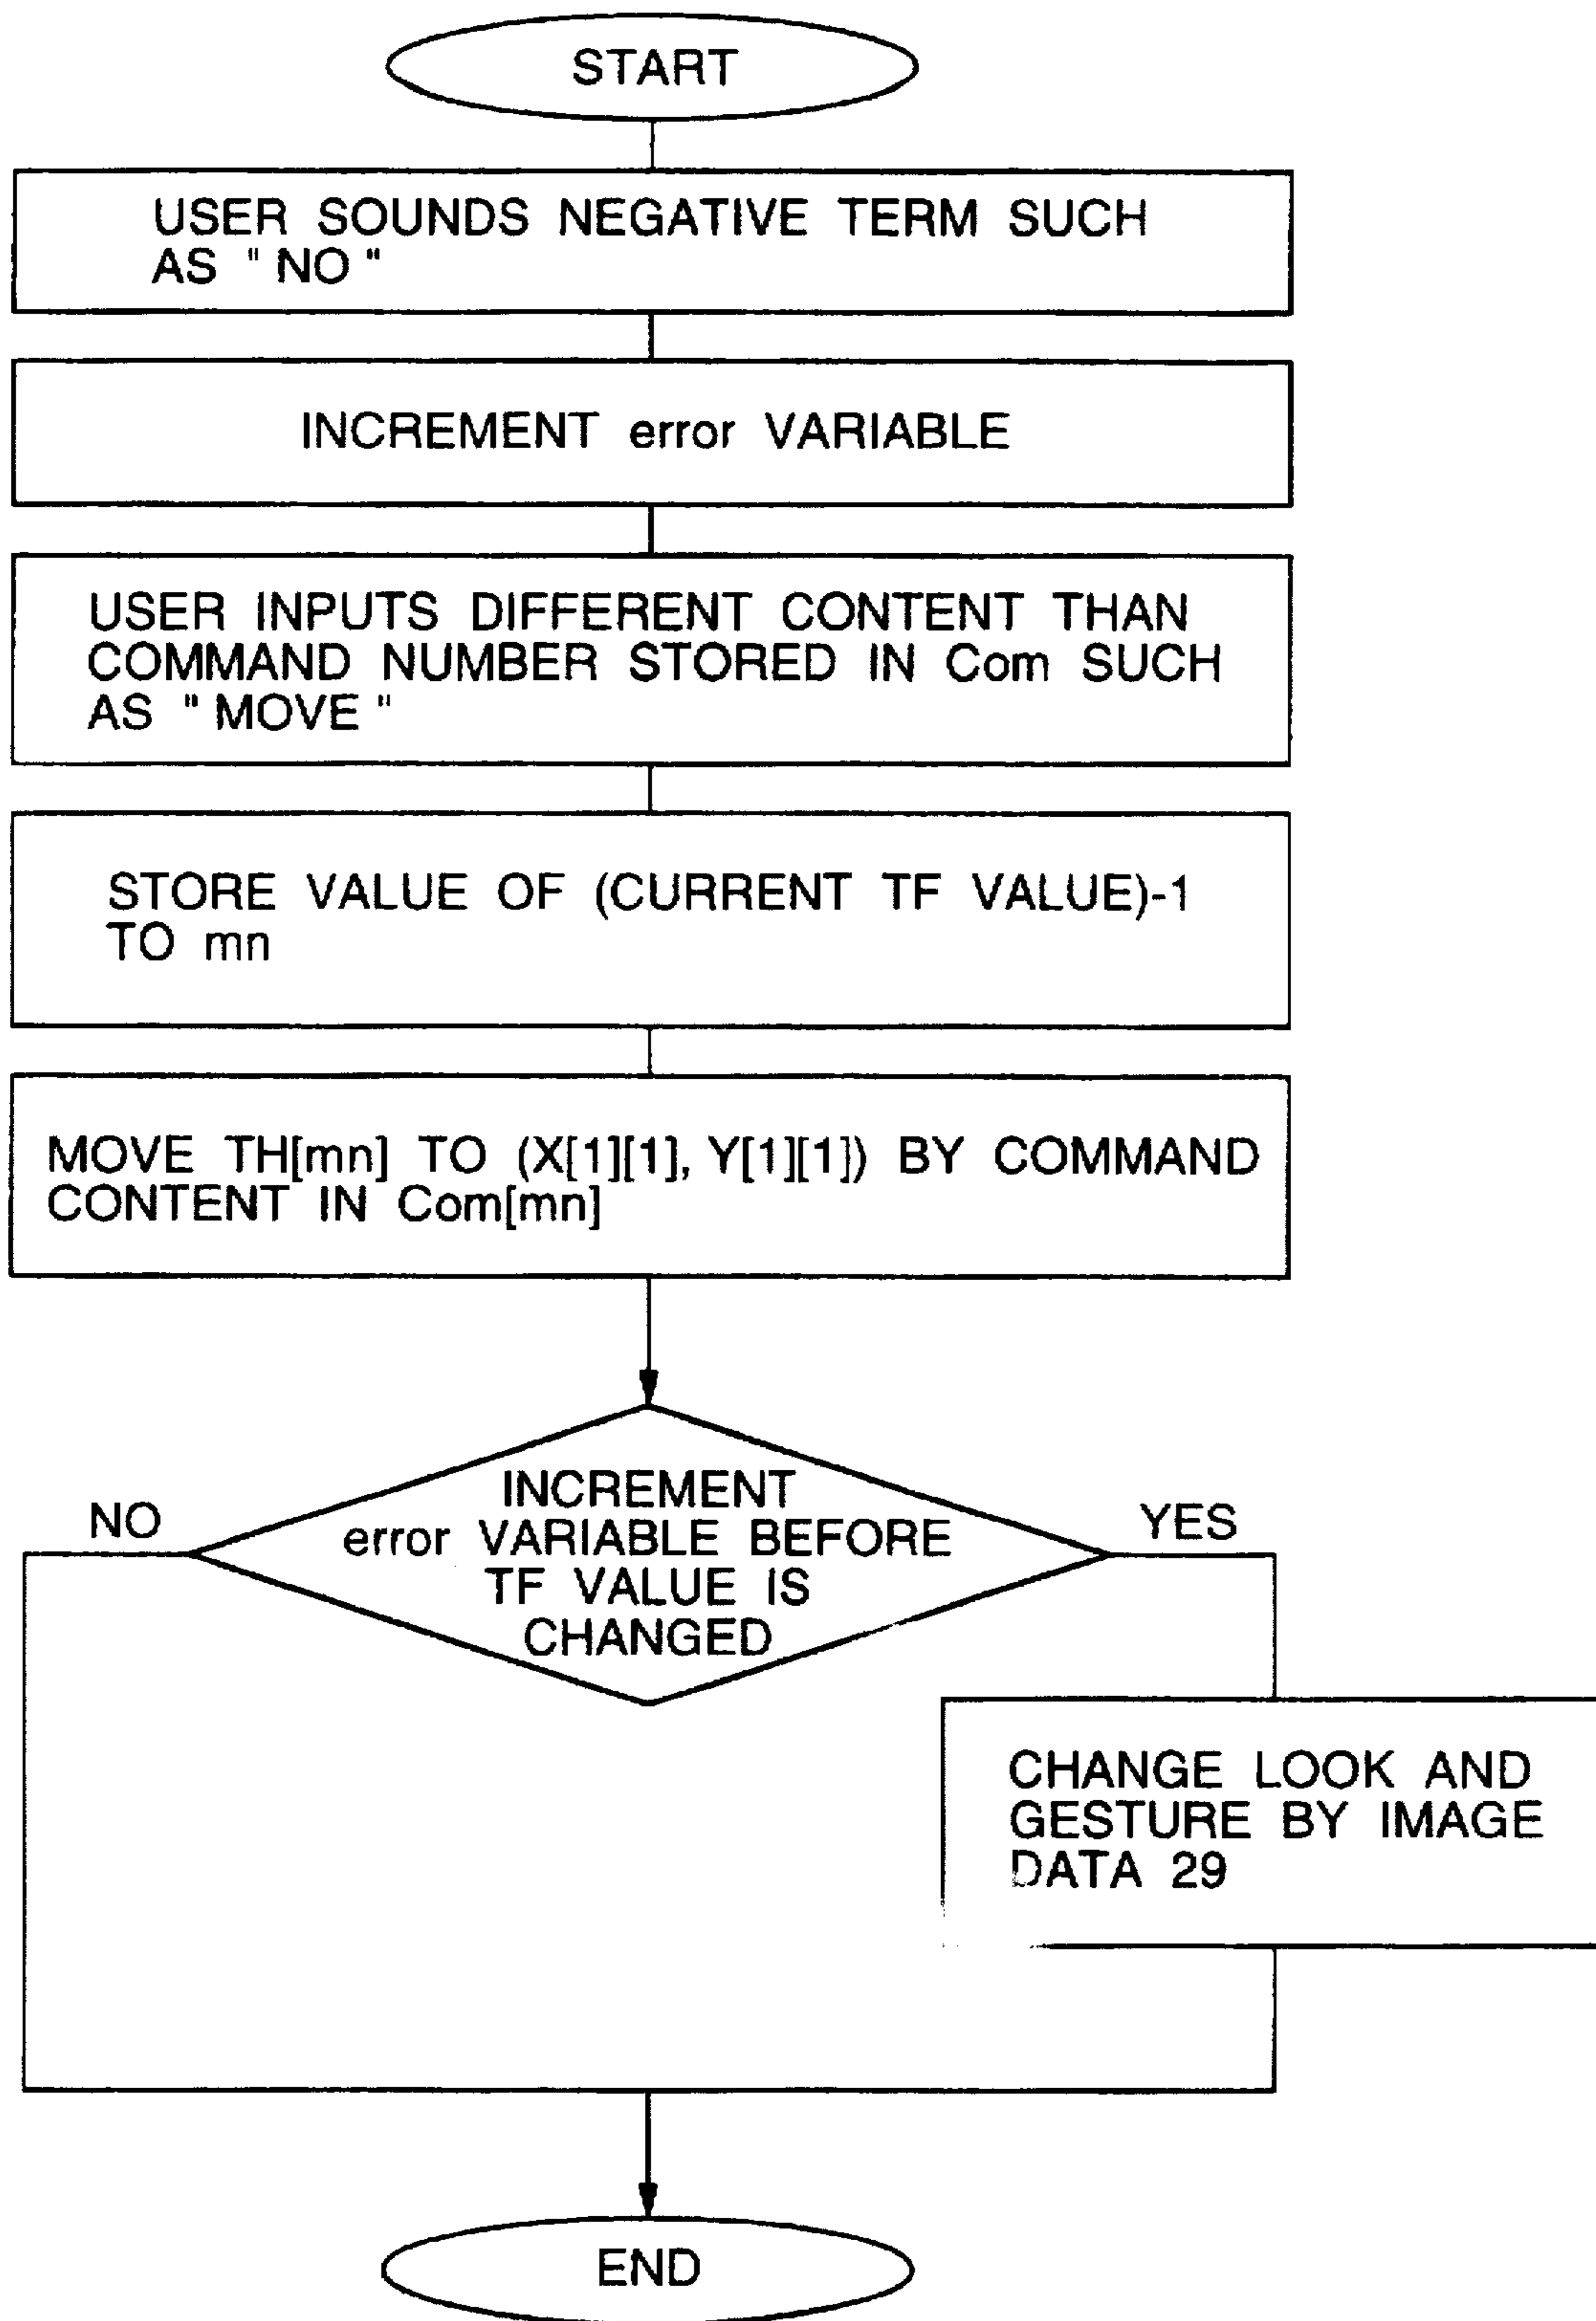 START
USER SOUNDS NEGATIVE TERM SUCH
AS "NO"
INCREMENT error VARIABLE
USER INPUTS DIFFERENT CONTENT THAN
COMMAND NUMBER STORED IN Com SUCH
AS "MOVE"
STORE VALUE OF (CURRENT TF VALUE)-1
TO mn
MOVE TH[mn] TO (X[1][1], Y[1][1]) BY COMMAND
CONTENT IN Com[mn]
INCREMENT
error VARIABLE BEFORE
TF VALUE IS
CHANGED
NO
YES
CHANGE LOOK AND
GESTURE BY IMAGE
DATA 29
END